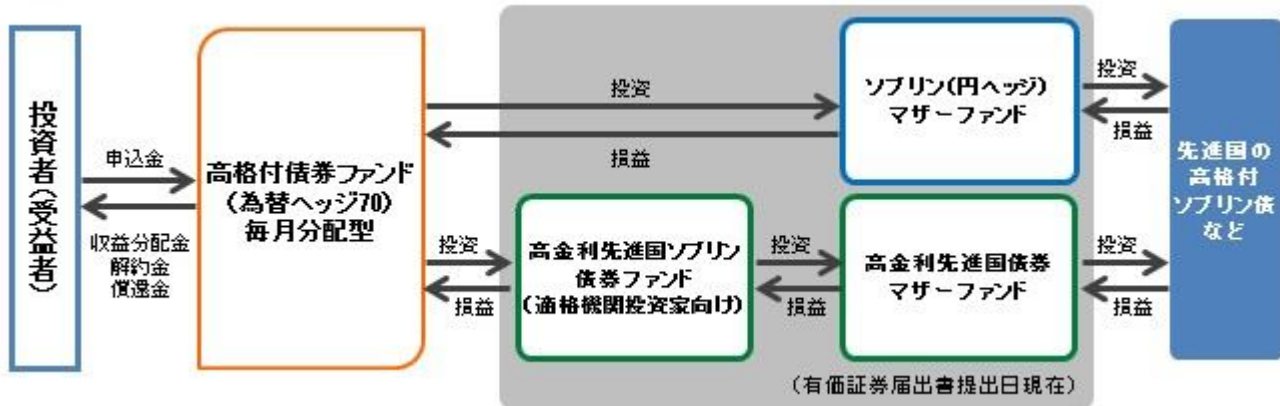 投資者(受益者)
申込金
収益分配金
解約金
償還金
高格付債券ファンド
(為替ヘッジ70)
毎月分配型
投資
損益
ソブリン(円ヘッジ)
マザーファンド
投資
損益
投資
損益
高金利先進国ソブリン
債券ファンド
(適格機関投資家向け)
投資
損益
高金利先進国債券
マザーファンド
投資
損益
先進国の
高格付
ソブリン債
など
(有価証券届出書提出日現在)